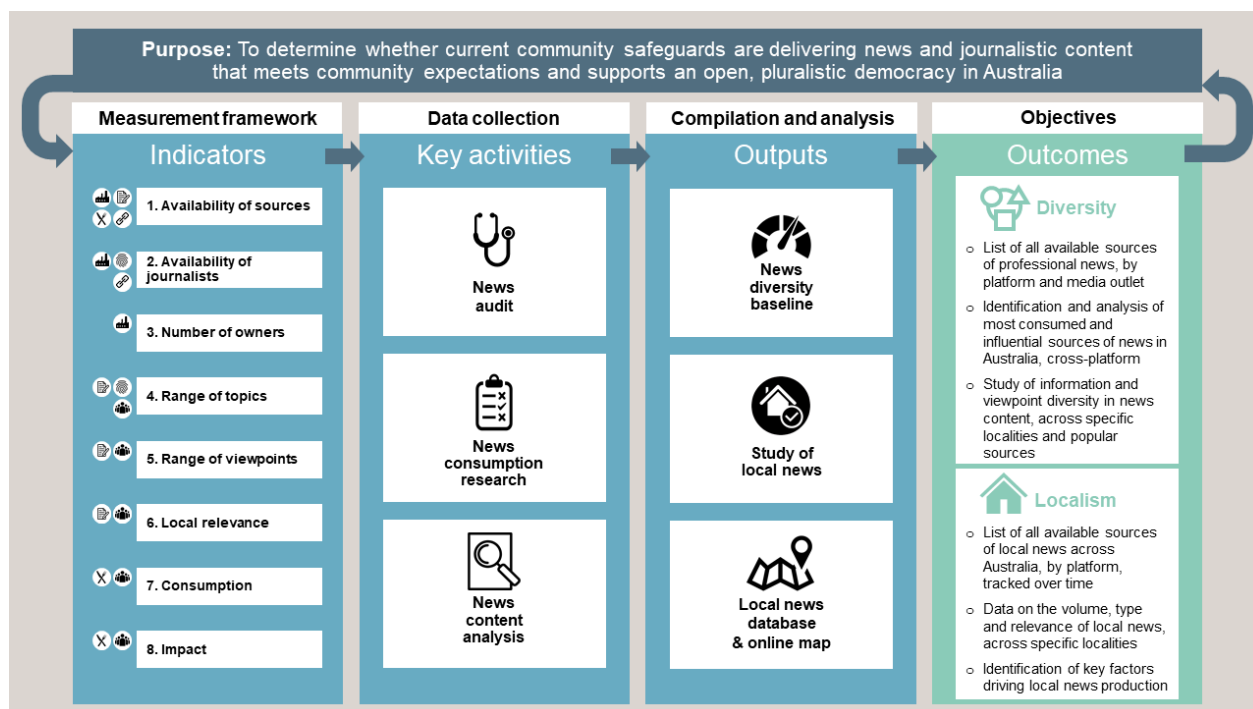 Purpose: To determine whether current community safeguards are delivering news and journalistic content
that meets community expectations and supports an open, pluralistic democracy in Australia
Measurement framework
Indicators
1. Availability of sources
2. Availability of
journalists
3. Number of owners
4. Range of topics
5. Range of viewpoints
6. Local relevance
7. Consumption
8. Impact
Data collection
Key activities
News
audit
News
consumption
research
News
content
analysis
Compilation and analysis
Outputs
News
diversity
baseline
Study of
local news
Local news
database
& online map
Objectives
Outcomes
Diversity
o List of all available sources
of professional news, by
platform and media outlet
o Identification and analysis of
most consumed and
influential sources of news in
Australia, cross-platform
o Study of information and
viewpoint diversity in news
content, across specific
localities and popular
sources
Localism
o List of all available sources
of local news across
Australia, by platform,
tracked over time
o Data on the volume, type
and relevance of local news,
across specific localities
o Identification of key factors
driving local news production